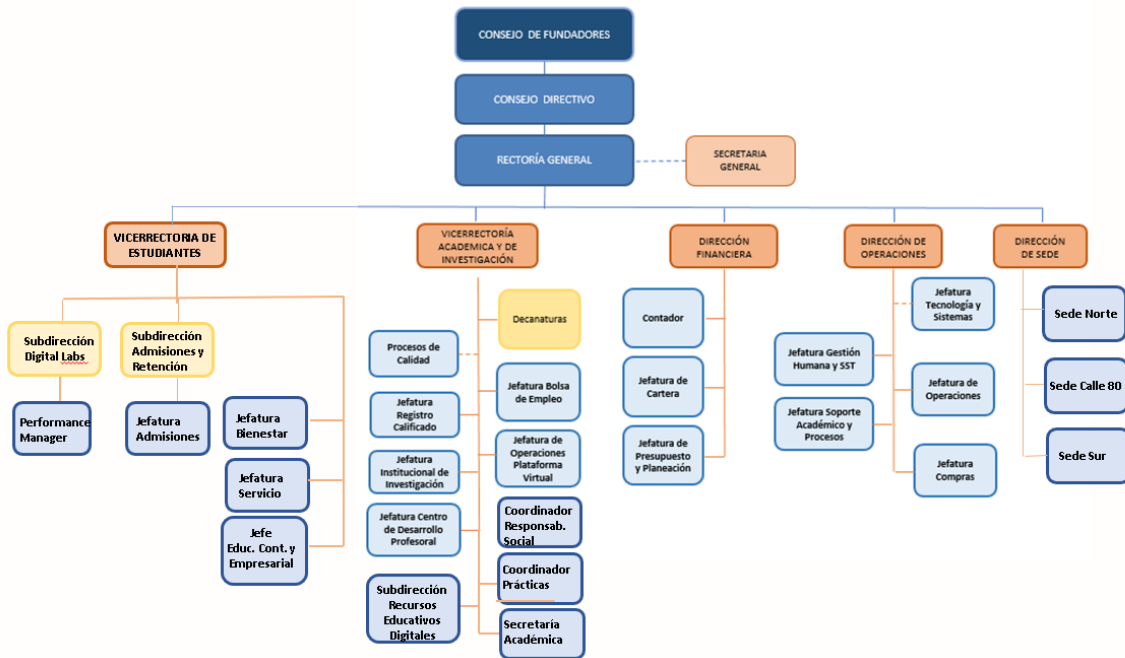 CONSEJO DE FUNDADORES
CONSEJO DIRECTIVO
RECTORÍA GENERAL
SECRETARIA
GENERAL
VICERRECTORIA DE
ESTUDIANTES
VICERRECTORÍA
ACADEMICA Y DE
INVESTIGACIÓN
DIRECCIÓN
FINANCIERA
DIRECCIÓN DE
OPERACIONES
DIRECCIÓN
DE SEDE
Subdirección
Digital Labs
Subdirección
Admisiones y
Retención
Performance
Manager
Jefatura
Admisiones
Jefatura
Bienestar
Jefatura
Servicio
Jefe
Educ. Cont. y
Empresarial
Decanaturas
Procesos de
Calidad
Jefatura Bolsa
de Empleo
Jefatura
Registro
Calificado
Jefatura de
Operaciones
Plataforma
Virtual
Jefatura
Institucional de
Investigación
Coordinador
Responsab.
Social
Jefatura Centro
de Desarrollo
Profesoral
Coordinador
Prácticas
Subdirección
Recursos
Educativos
Digitales
Secretaría
Académica
Contador
Jefatura de
Cartera
Jefatura de
Presupuesto
y Planeación
Jefatura
Tecnología y
Sistemas
Jefatura Gestión
Humana y SST
Jefatura de
Operaciones
Jefatura Soporte
Académico y
Procesos
Jefatura
Compras
Sede Norte
Sede Calle 80
Sede Sur